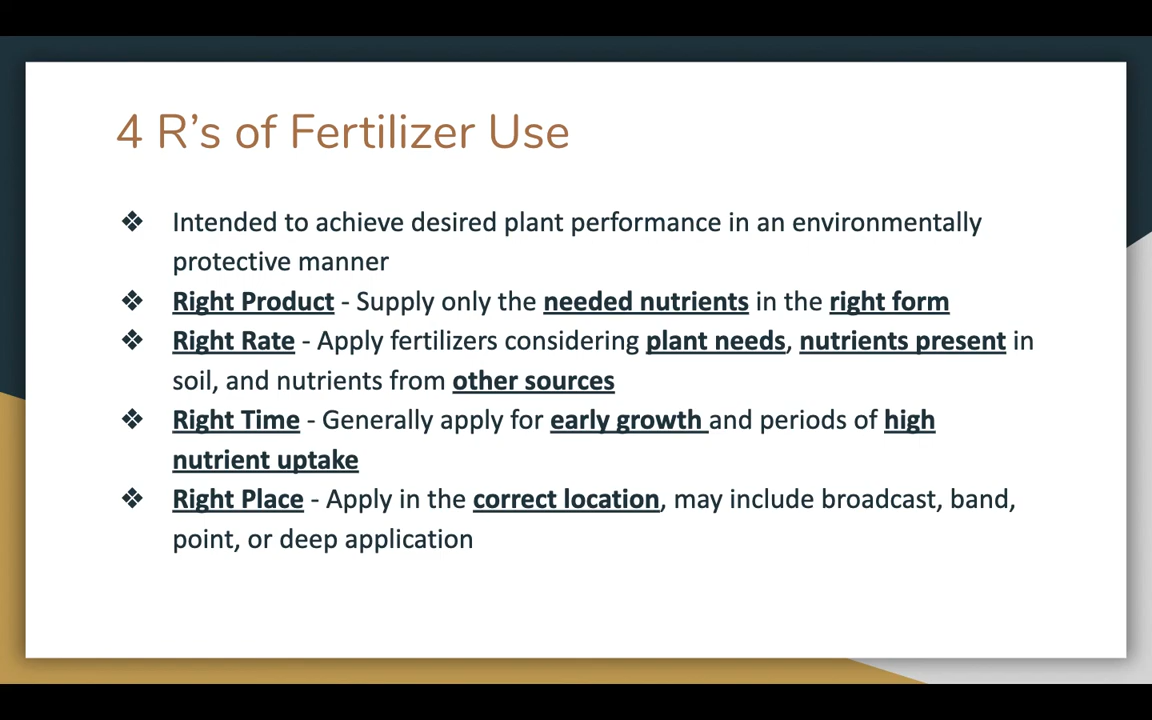 4 R’s of Fertilizer Use
❖ Intended to achieve desired plant performance in an environmentally
protective manner
❖ Right Product - Supply only the needed nutrients in the right form
❖ Right Rate - Apply fertilizers considering plant needs, nutrients present in
soil, and nutrients from other sources
❖ Right Time - Generally apply for early growth and periods of high
nutrient uptake
❖ Right Place - Apply in the correct location, may include broadcast, band,
point, or deep application